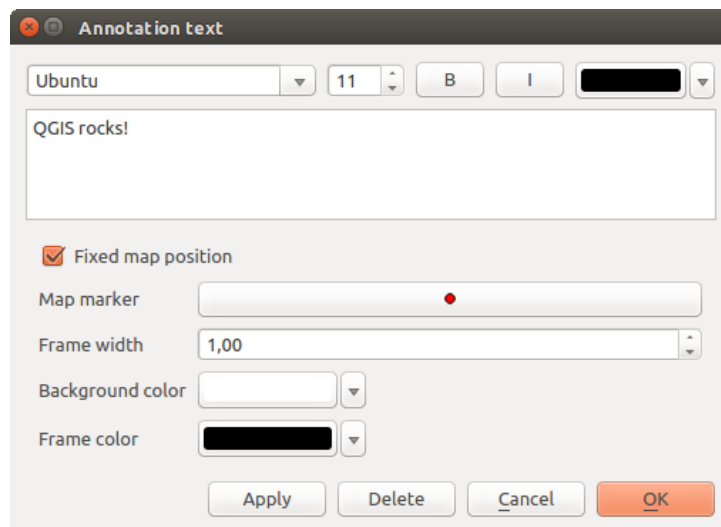 Annotation text
Ubuntu 11 B I
QGIS rocks!
Fixed map position
Map marker
Frame width 1,00
Background color
Frame color
Apply Delete Cancel OK